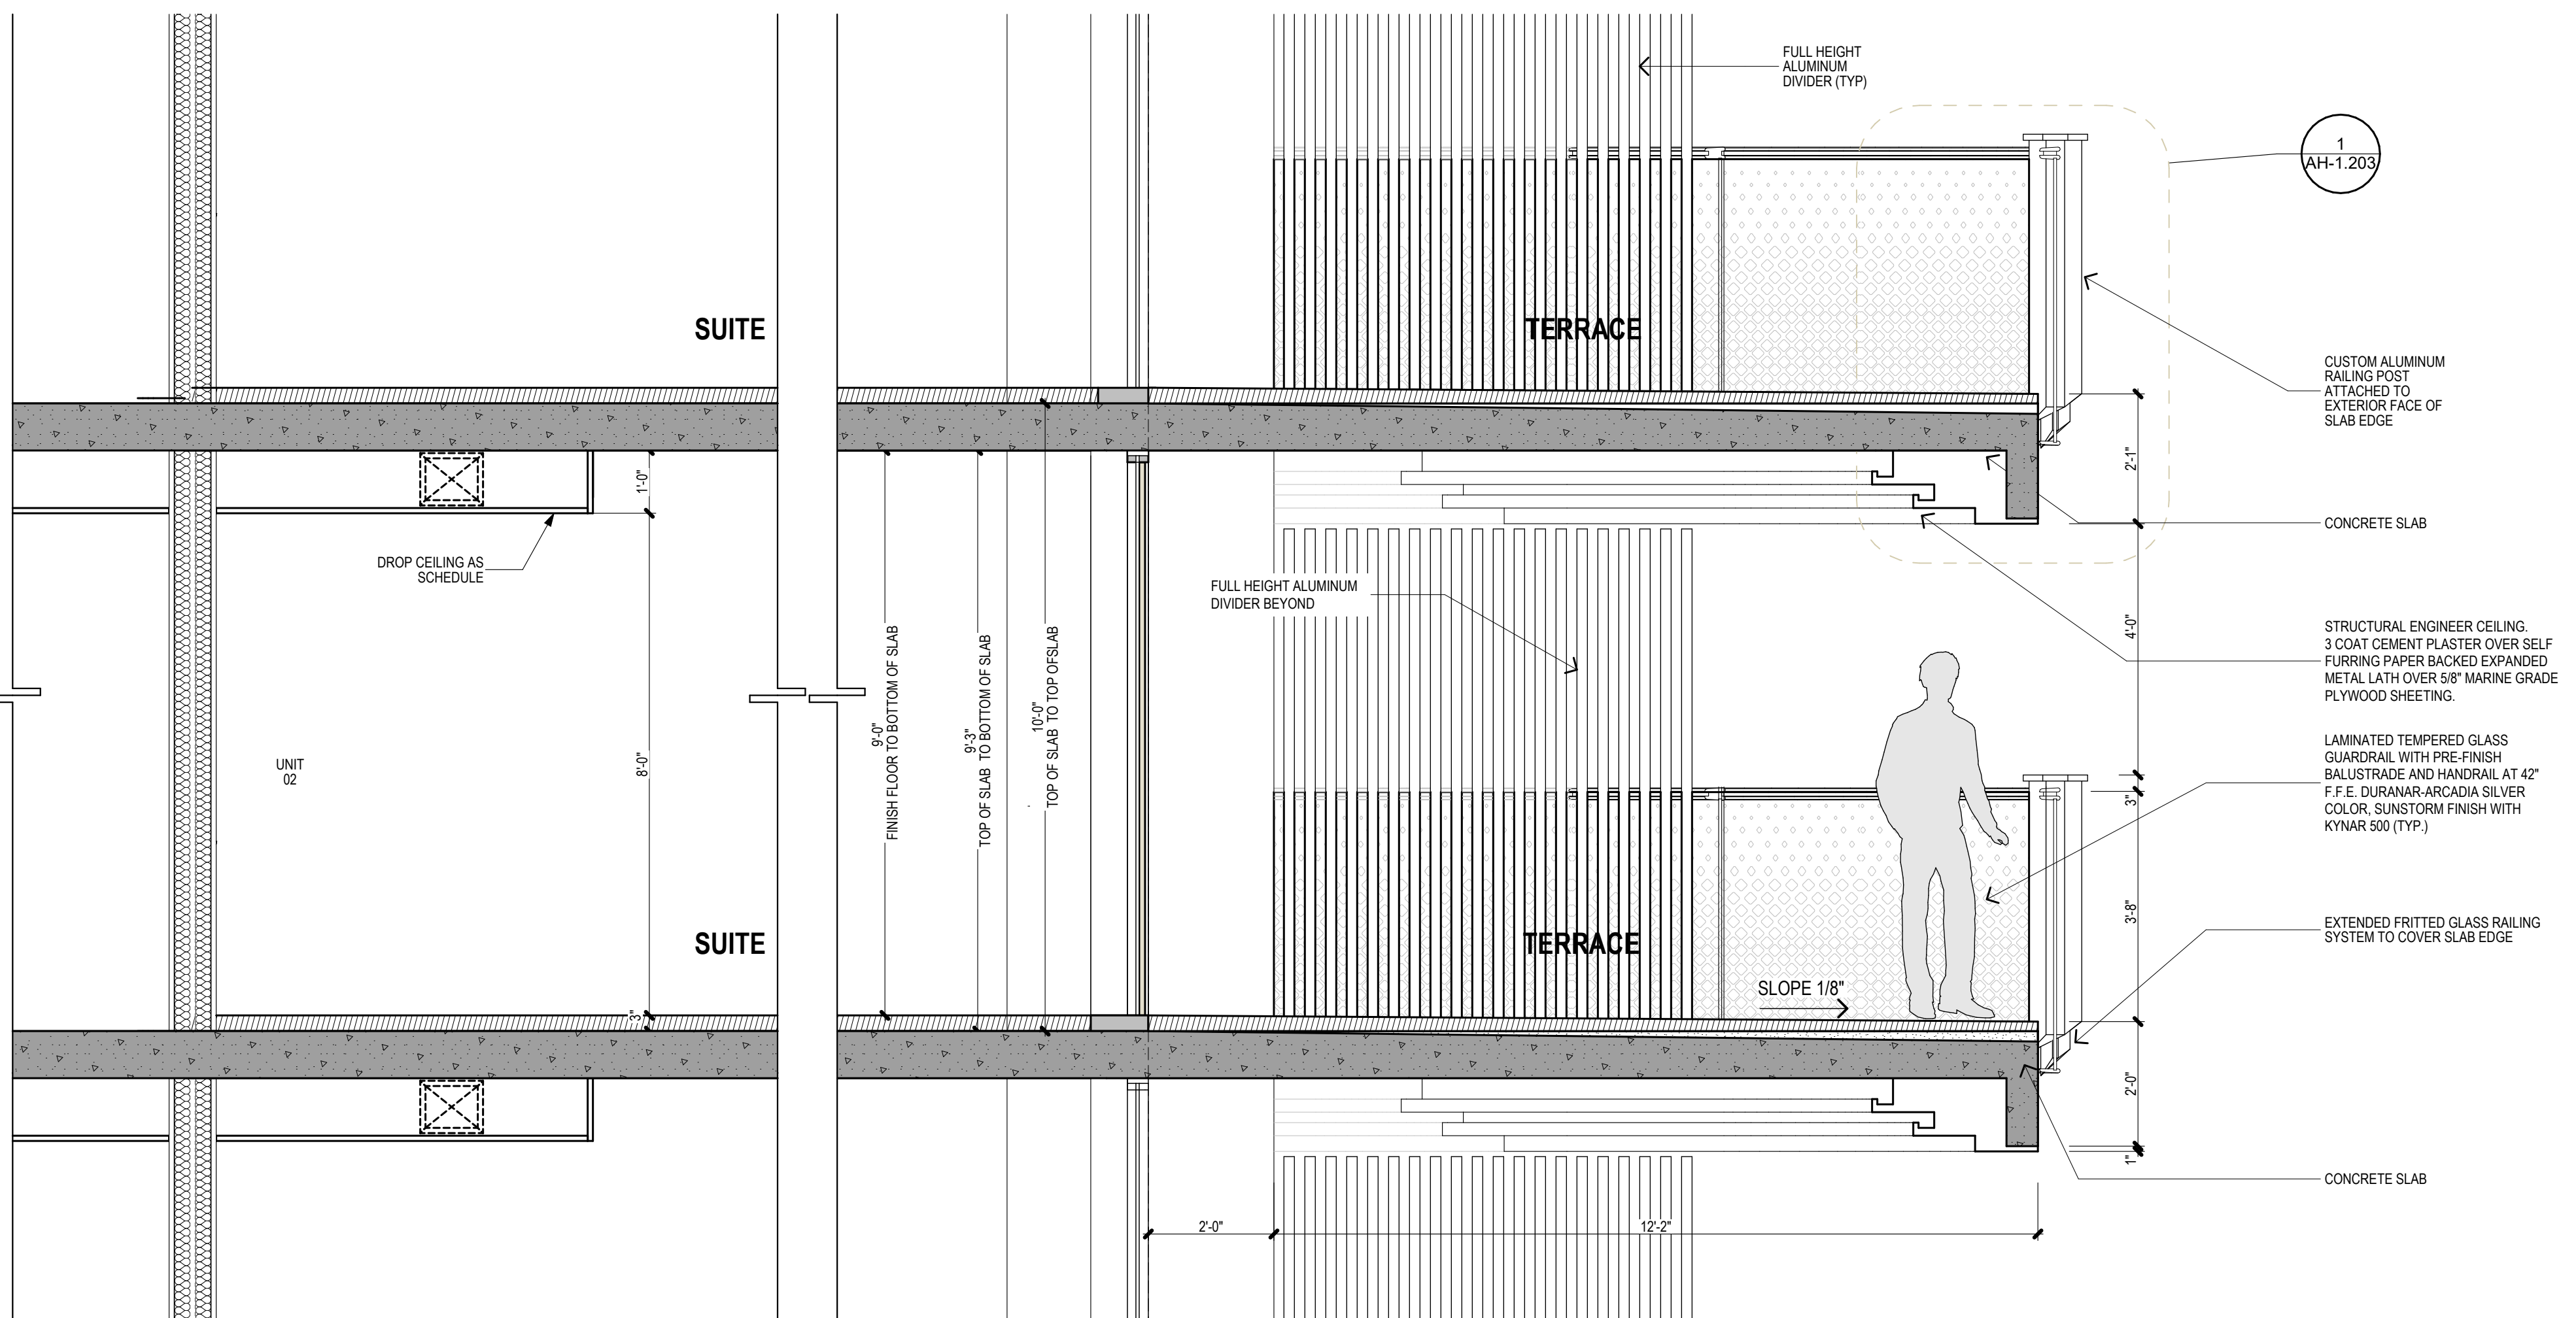 FULL HEIGHT
ALUMINUM
DIVIDER (TYP)
1
AH-1.203
SUITE
TERRACE
CUSTOM ALUMINUM
RAILING POST
ATTACHED TO
EXTERIOR FACE OF
SLAB EDGE
1'-0"
2'-1"
CONCRETE SLAB
DROP CEILING AS
SCHEDULE
FULL HEIGHT ALUMINUM
DIVIDER BEYOND
4'-0"
STRUCTURAL ENGINEER CEILING.
3 COAT CEMENT PLASTER OVER SELF
FURRING PAPER BACKED EXPANDED
METAL LATH OVER 5/8" MARINE GRADE
PLYWOOD SHEETING.
UNIT
02
8'-0"
9'-0"
FINISH FLOOR TO BOTTOM OF SLAB
9'-3"
TOP OF SLAB  TO BOTTOM OF SLAB
10'-0"
TOP OF SLAB TO TOP OFSLAB
LAMINATED TEMPERED GLASS
GUARDRAIL WITH PRE-FINISH
BALUSTRADE AND HANDRAIL AT 42"
F.F.E. DURANAR-ARCADIA SILVER
COLOR, SUNSTORM FINISH WITH
KYNAR 500 (TYP.)
3"
3'-8"
SUITE
TERRACE
EXTENDED FRITTED GLASS RAILING
SYSTEM TO COVER SLAB EDGE
SLOPE 1/8"
3"
2'-0"
1"
CONCRETE SLAB
2'-0"
12'-2"